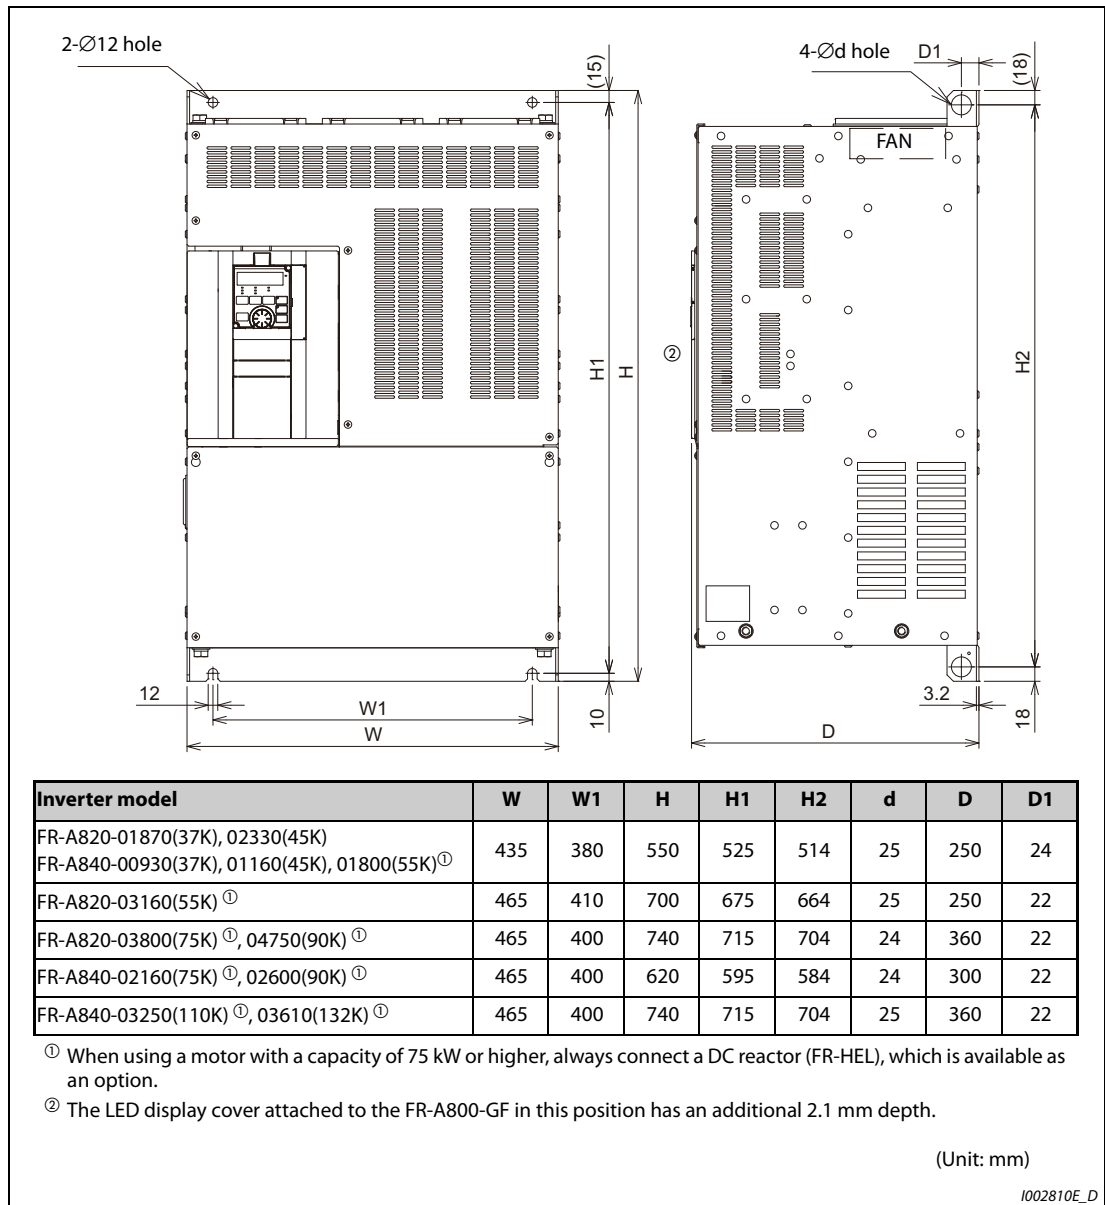 2-∅12 hole
(15)
4-∅d hole
D1
(18)
FAN
H1
H
②
H2
12
W1
W
10
3.2
D
18
Inverter model W W1 H H1 H2 d D D1
FR-A820-01870(37K), 02330(45K)
FR-A840-00930(37K), 01160(45K), 01800(55K)① 435 380 550 525 514 25 250 24
FR-A820-03160(55K) ① 465 410 700 675 664 25 250 22
FR-A820-03800(75K) ①, 04750(90K) ① 465 400 740 715 704 24 360 22
FR-A840-02160(75K) ①, 02600(90K) ① 465 400 620 595 584 24 300 22
FR-A840-03250(110K) ①, 03610(132K) ① 465 400 740 715 704 25 360 22
① When using a motor with a capacity of 75 kW or higher, always connect a DC reactor (FR-HEL), which is available as
an option.
② The LED display cover attached to the FR-A800-GF in this position has an additional 2.1 mm depth.
(Unit: mm)
I002810E_D